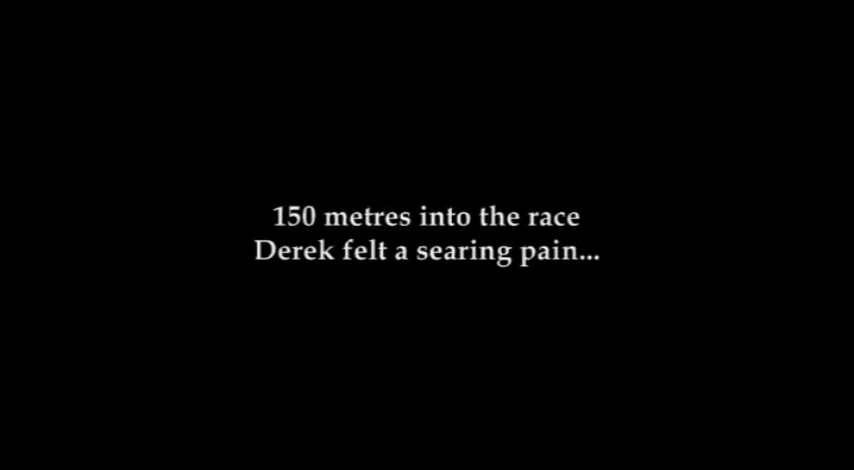 150 metres into the race
Derek felt a searing pain...